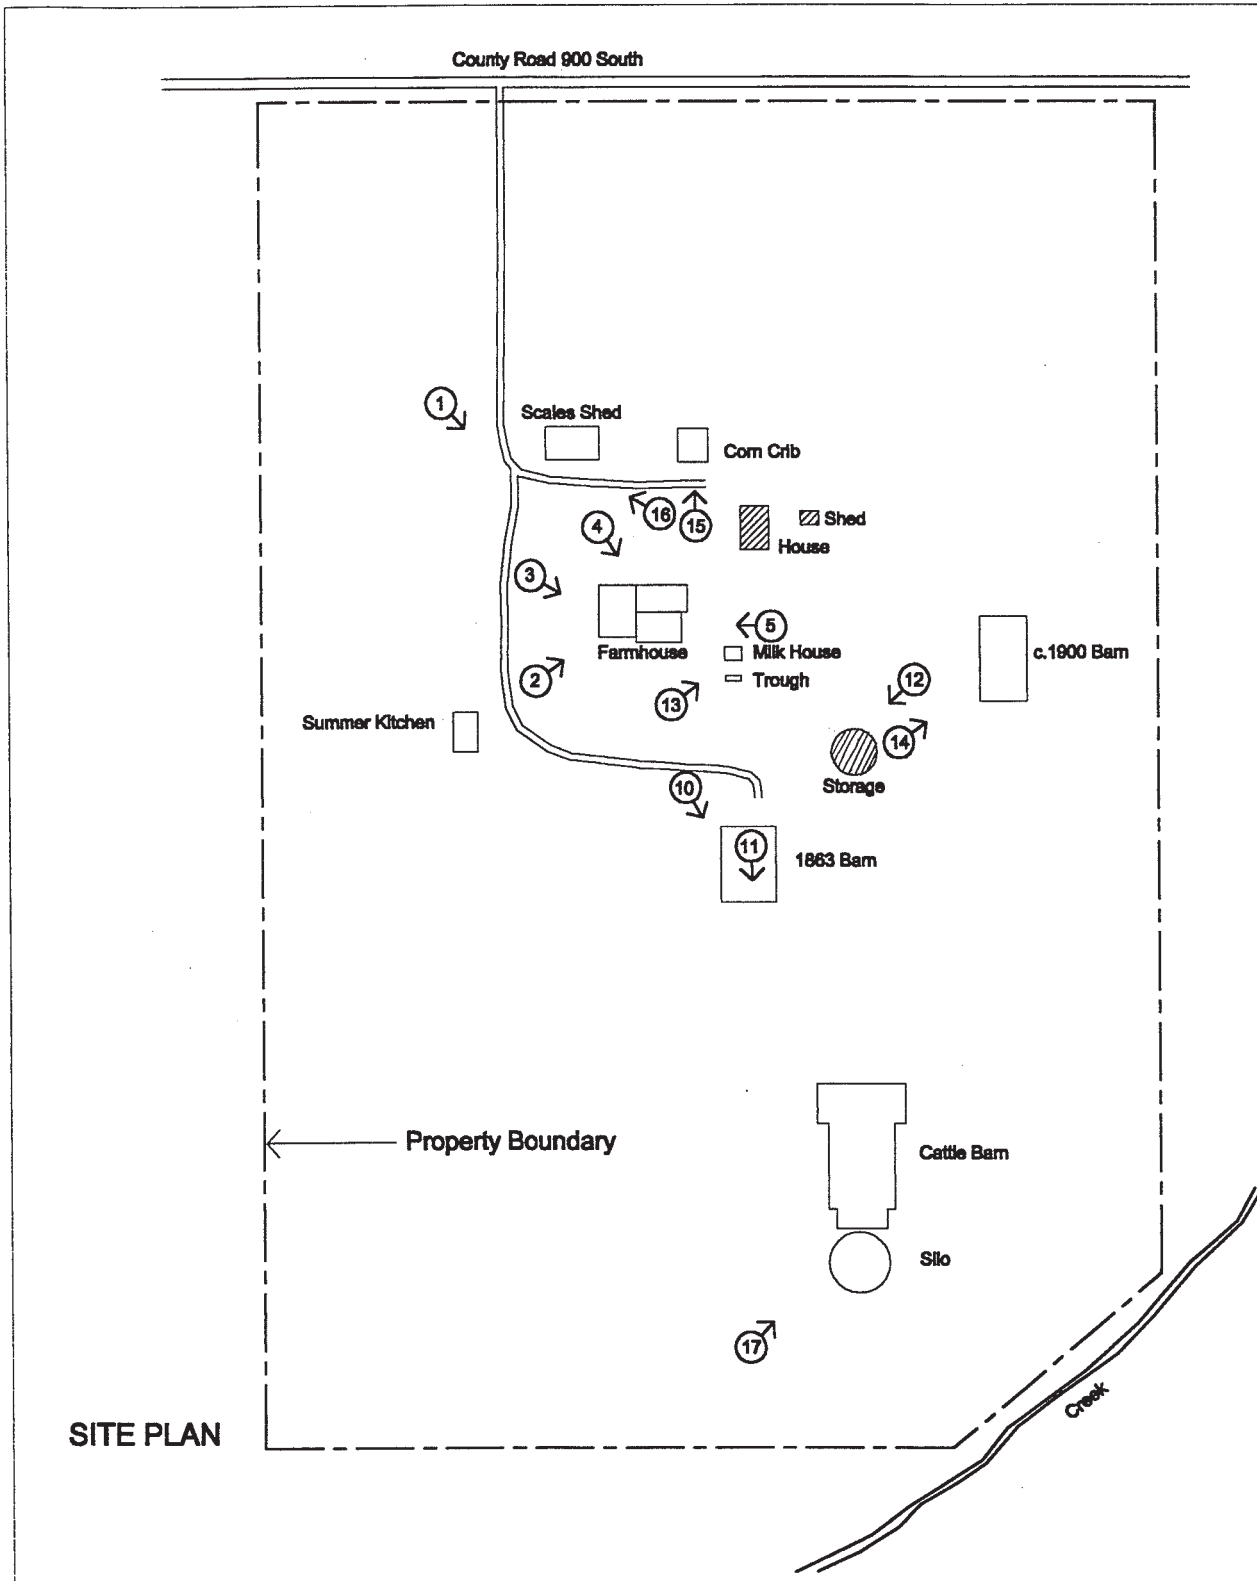 County Road 900 South
1
Scales Shed
Corn Crib
16
15
4
Shed
House
3
5
Farmhouse
Milk House
c.1900 Barn
2
Trough
12
13
Summer Kitchen
14
Storage
10
11
1863 Barn
Property Boundary
Cattle Barn
Silo
17
Creek
SITE PLAN